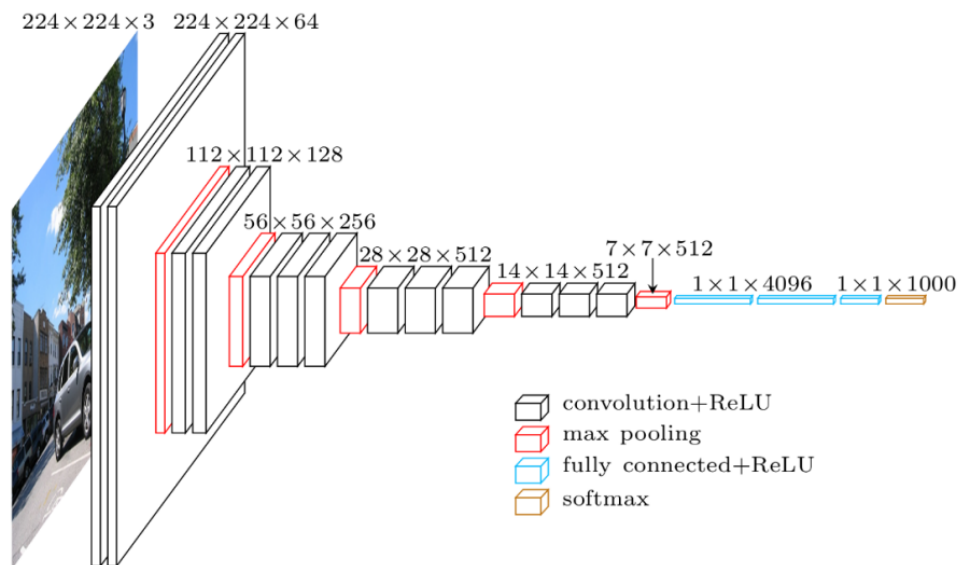 224×224×3
224×224×64
112×112×128
56×56×256
28×28×512
14×14×512
7×7×512
1×1×4096
1×1×1000
convolution+ReLU
max pooling
fully connected+ReLU
softmax